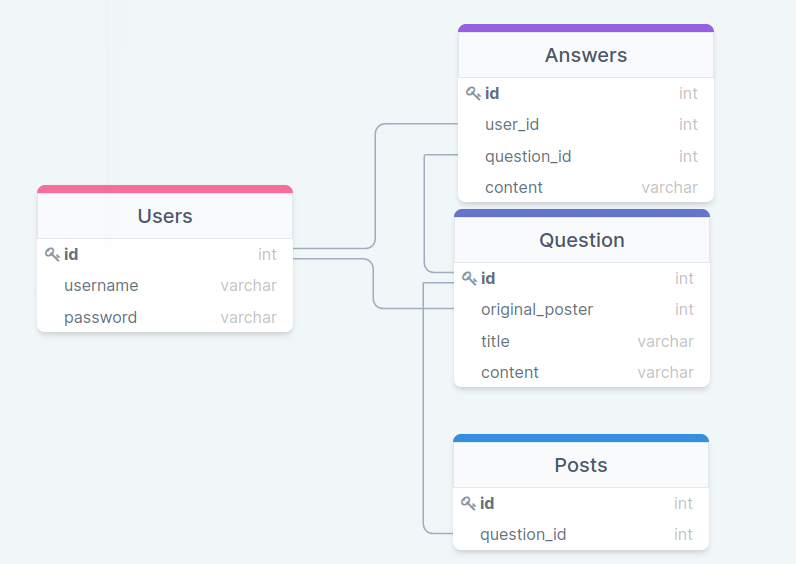 Answers
id int
user_id int
question_id int
content varchar
Users
id int
username varchar
password varchar
Question
id int
original_poster int
title varchar
content varchar
Posts
id int
question_id int